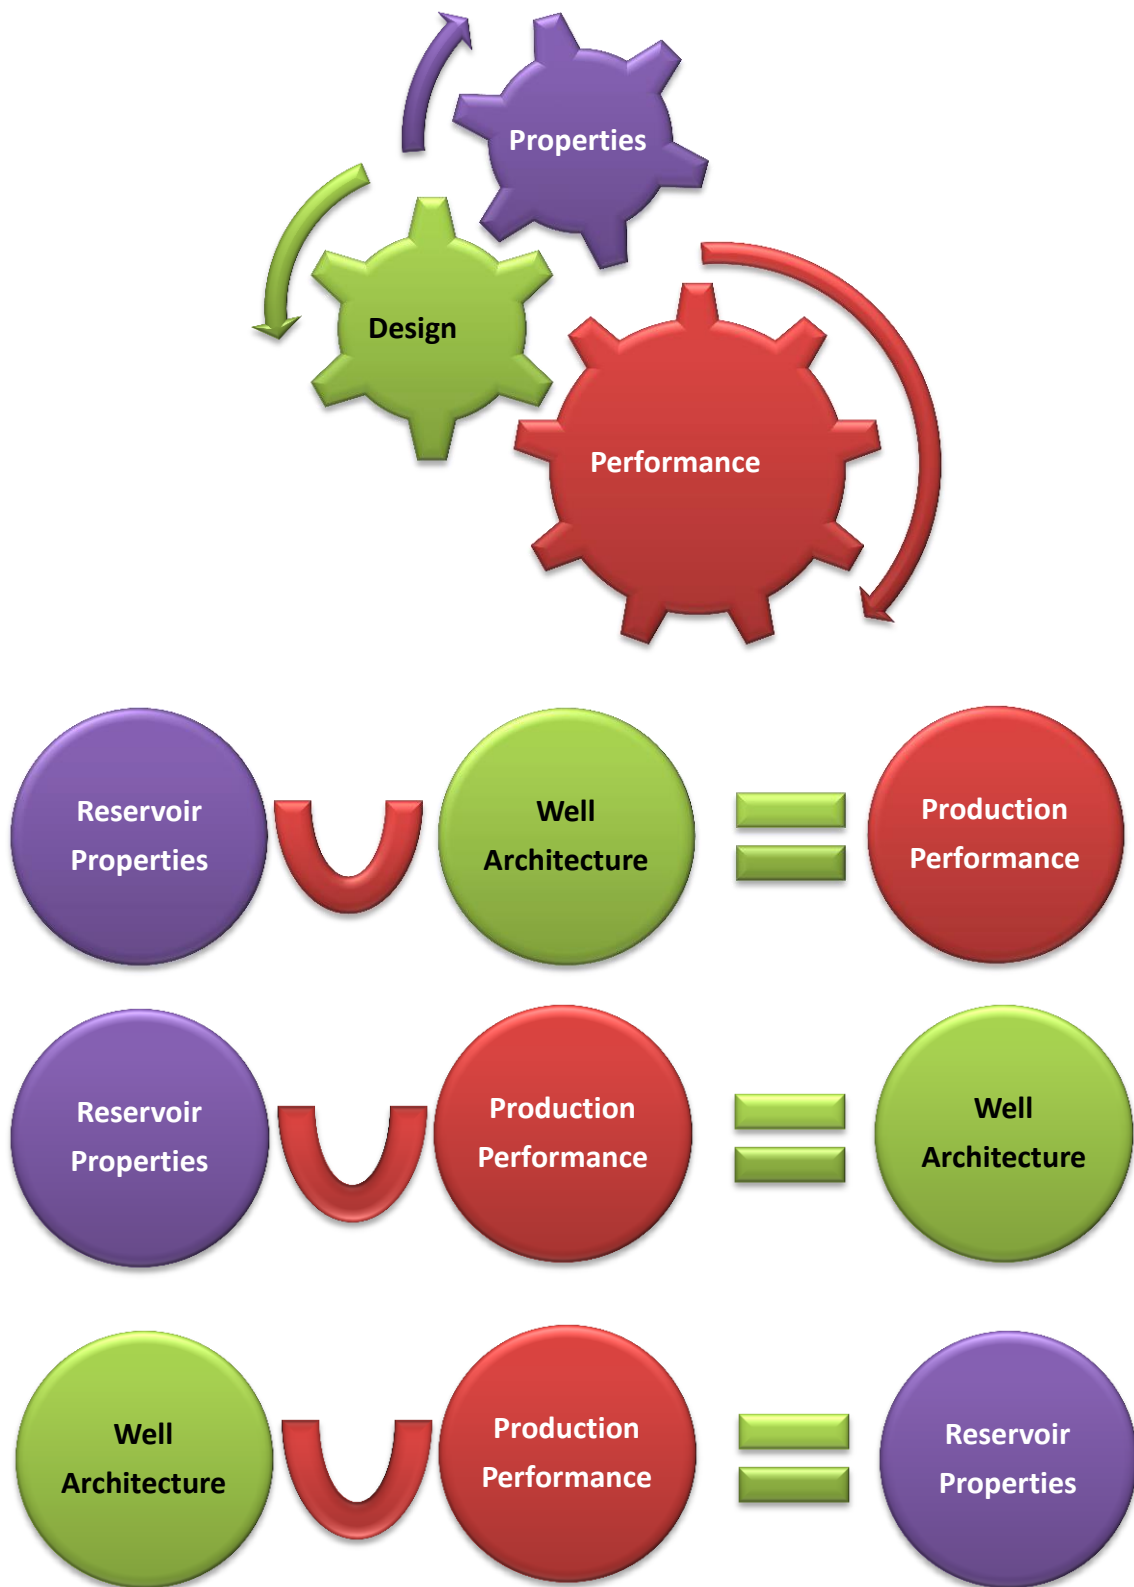 Properties
Design
Performance
Reservoir
Properties
Well
Architecture
Production
Performance
Reservoir
Properties
Production
Performance
Well
Architecture
Well
Architecture
Production
Performance
Reservoir
Properties